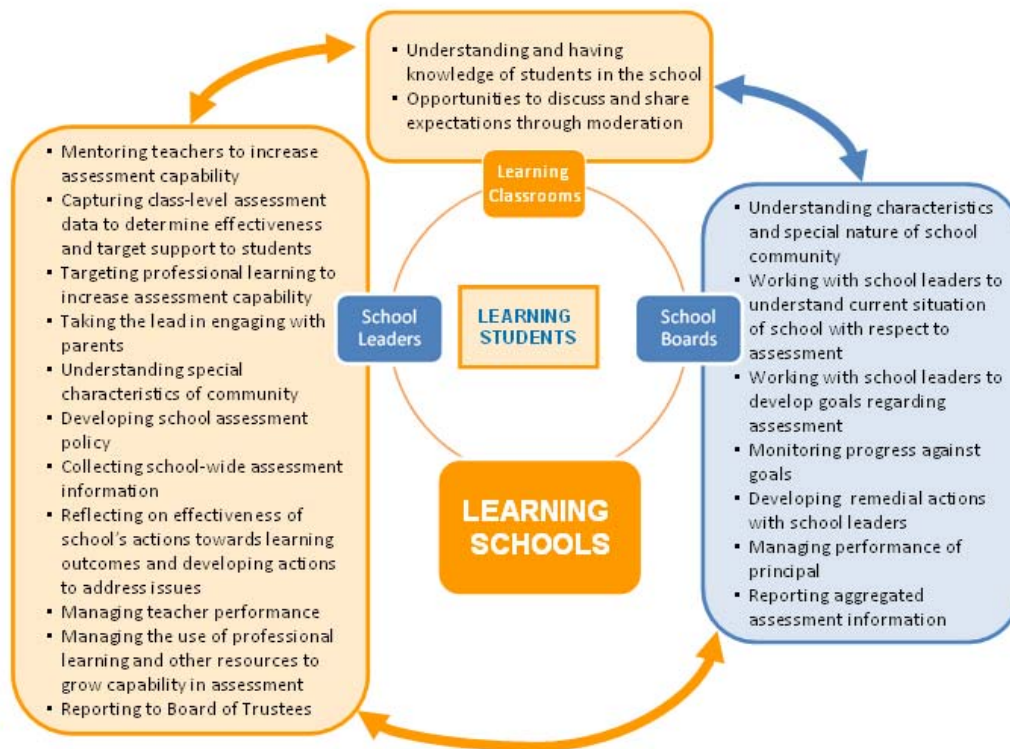 ▪ Understanding and having
knowledge of students in the school
▪ Opportunities to discuss and share
expectations through moderation
Learning
Classrooms
▪ Mentoring teachers to increase
assessment capability
▪ Capturing class-level assessment
data to determine effectiveness
and target support to students
▪ Targeting professional learning to
increase assessment capability
▪ Taking the lead in engaging with
parents
▪ Understanding special
characteristics of community
▪ Developing school assessment
policy
▪ Collecting school-wide assessment
information
▪ Reflecting on effectiveness of
school's actions towards learning
outcomes and developing actions
to address issues
▪ Managing teacher performance
▪ Managing the use of professional
learning and other resources to
grow capability in assessment
▪ Reporting to Board of Trustees
School
Leaders
LEARNING
STUDENTS
School
Boards
▪ Understanding characteristics
and special nature of school
community
▪ Working with school leaders to
understand current situation
of school with respect to
assessment
▪ Working with school leaders to
develop goals regarding
assessment
▪ Monitoring progress against
goals
▪ Developing remedial actions
with school leaders
▪ Managing performance of
principal
▪ Reporting aggregated
assessment information
LEARNING
SCHOOLS